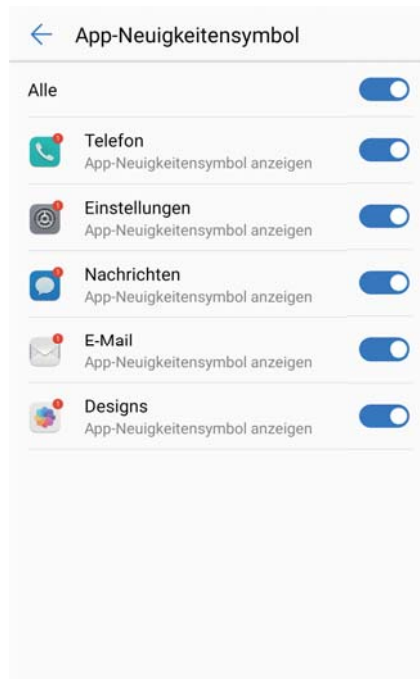 App-Neuigkeitensymbol
Alle
Telefon
App-Neuigkeitensymbol anzeigen
Einstellungen
App-Neuigkeitensymbol anzeigen
Nachrichten
App-Neuigkeitensymbol anzeigen
E-Mail
App-Neuigkeitensymbol anzeigen
Designs
App-Neuigkeitensymbol anzeigen